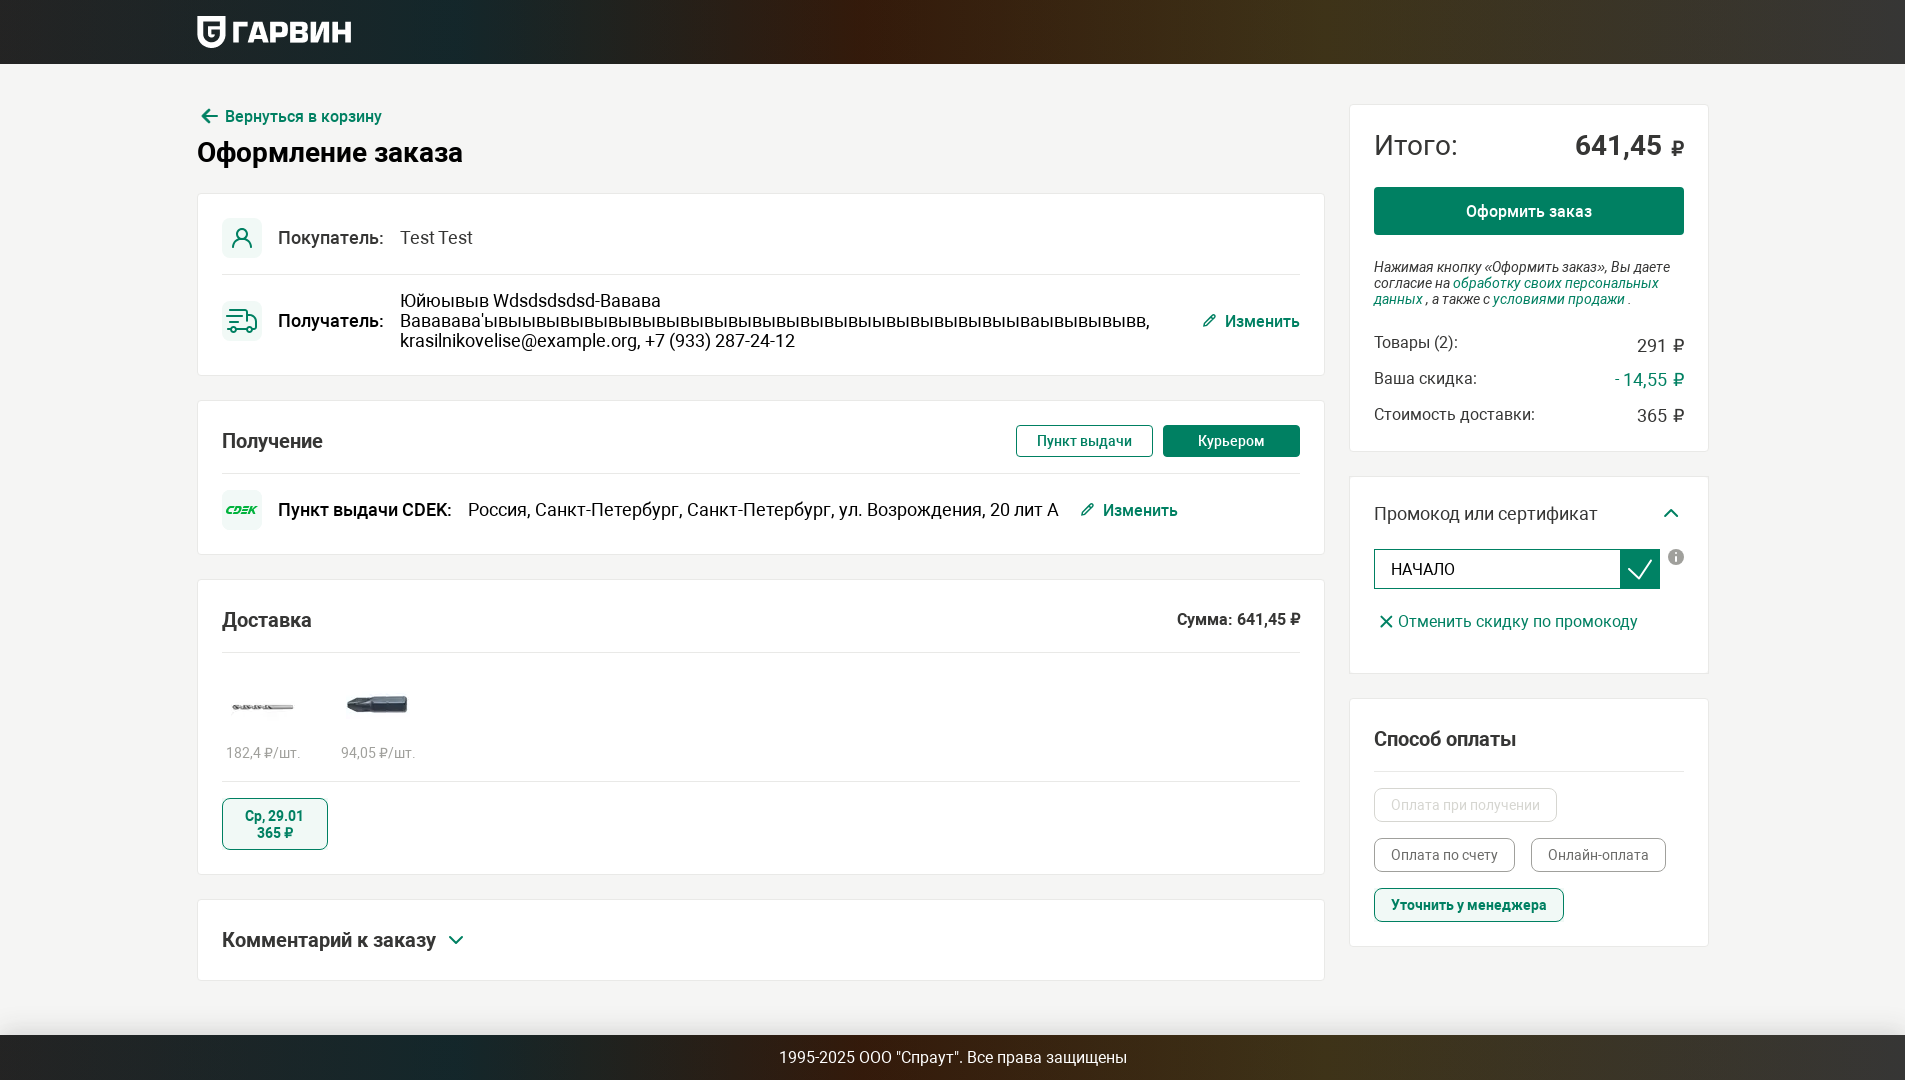 ГАРВИН
Вернуться в корзину
Оформление заказа
Покупатель: Test Test
Получатель:
Юйюывыв Wdsdsdsdsd-Вавава
Вавававa'ывыывывывывывывывывывывывывывывывыывывывывывыываывывывывв,
krasilnikovelise@example.org, +7 (933) 287-24-12
Изменить
Получение
Пункт выдачи
Курьером
CDEK
Пункт выдачи CDEK: Россия, Санкт-Петербург, Санкт-Петербург, ул. Возрождения, 20 лит А
Изменить
Доставка
Сумма: 641,45 ₽
182,4 ₽/шт.
94,05 ₽/шт.
Ср, 29.01
365 ₽
Комментарий к заказу
Итого: 641,45 ₽
Оформить заказ
Нажимая кнопку «Оформить заказ», Вы даете
согласие на обработку своих персональных
данных , а также с условиями продажи .
Товары (2): 291 ₽
Ваша скидка: - 14,55 ₽
Стоимость доставки: 365 ₽
Промокод или сертификат
НАЧАЛО
Отменить скидку по промокоду
Способ оплаты
Оплата при получении
Оплата по счету
Онлайн-оплата
Уточнить у менеджера
1995-2025 ООО "Спраут". Все права защищены